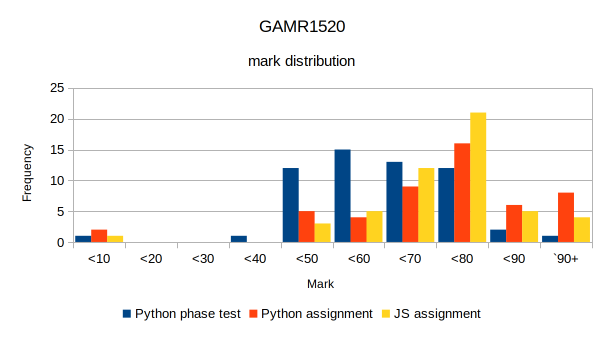 GAMR1520
mark distribution
25
20
15
10
5
0
Frequency
<10 <20 <30 <40 <50 <60 <70 <80 <90 `90+
Mark
Python phase test Python assignment JS assignment